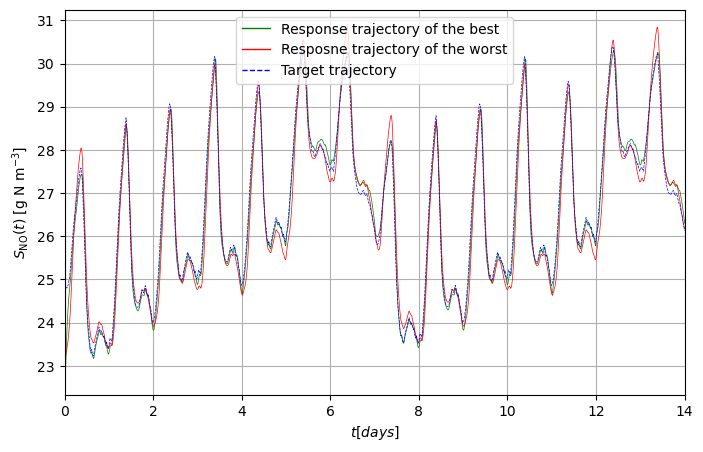 Response trajectory of the best
Resposne trajectory of the worst
Target trajectory
31
30
29
28
27
26
25
24
23
s_NO(t) [g N m⁻³]
0 2 4 6 8 10 12 14
t[days]